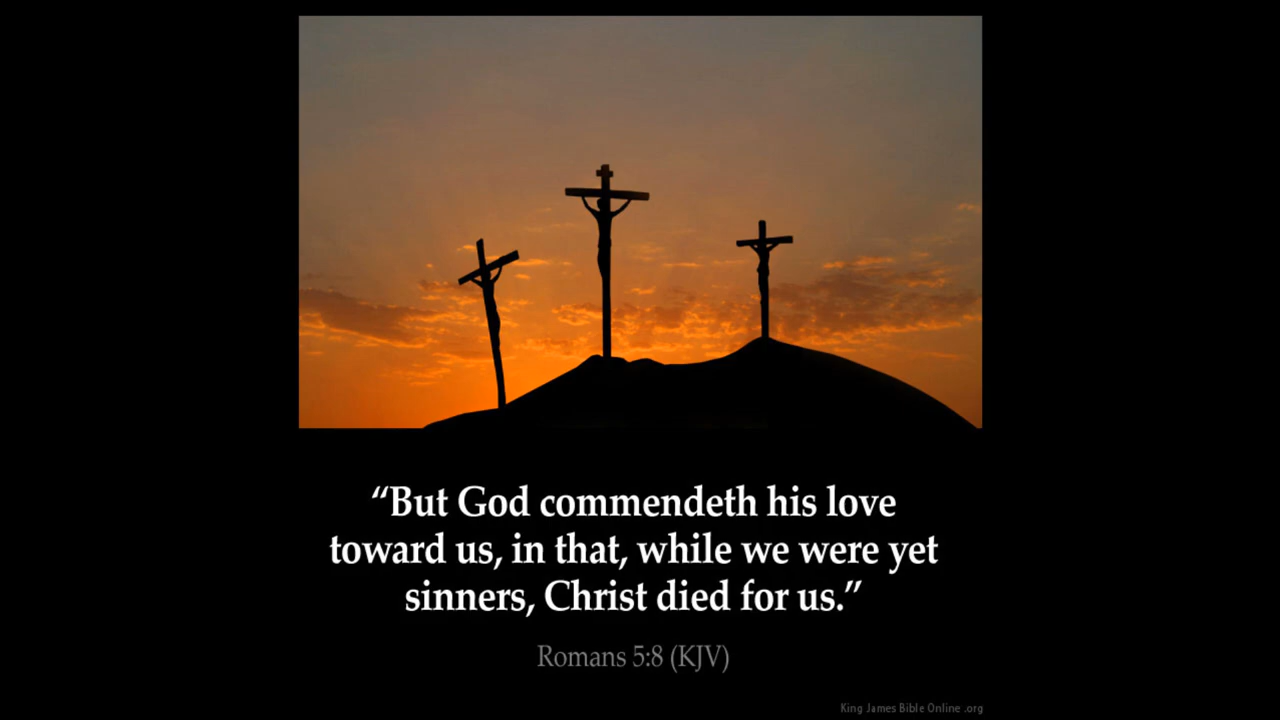 “But God commendeth his love
toward us, in that, while we were yet
sinners, Christ died for us.”
Romans 5:8 (KJV)
King James Bible Online .org